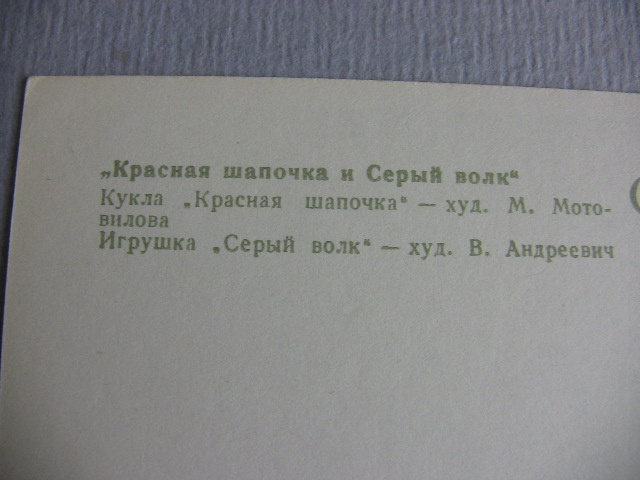 „Красная шапочка и Серый волк“
Кукла „Красная шапочка“ — худ. М. Мото-
вилова
Игрушка „Серый волк“ — худ. В. Андреевич